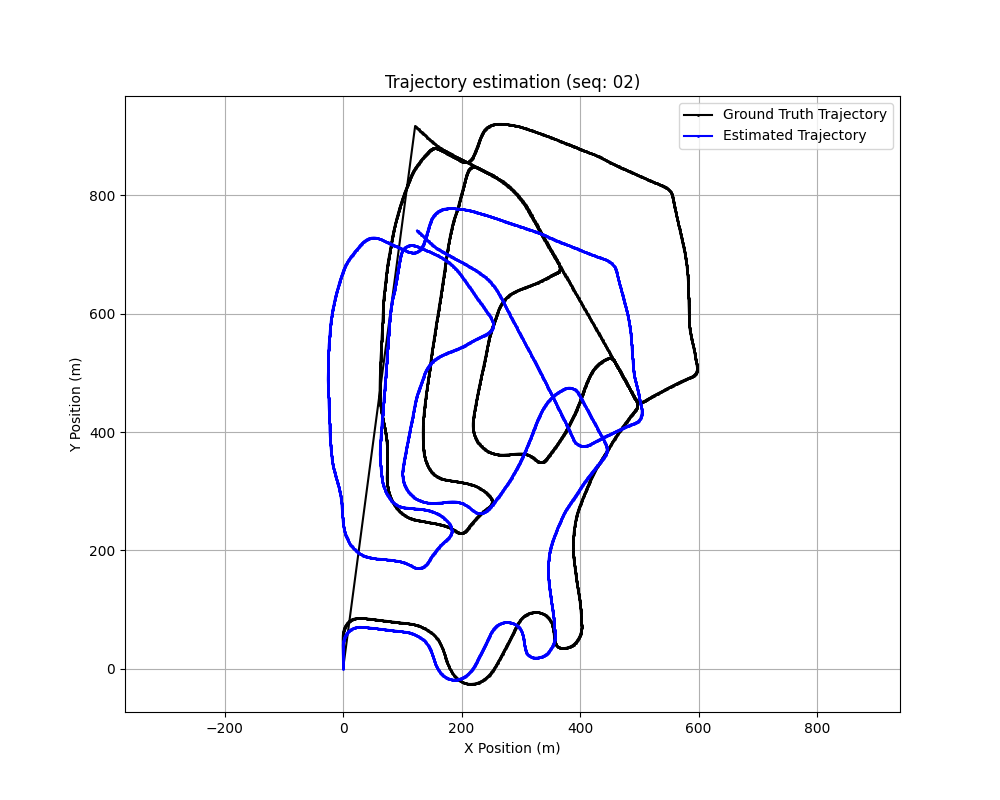 Trajectory estimation (seq: 02)
Ground Truth Trajectory
Estimated Trajectory
800
600
400
200
0
Y Position (m)
−200
0
200
400
600
800
X Position (m)